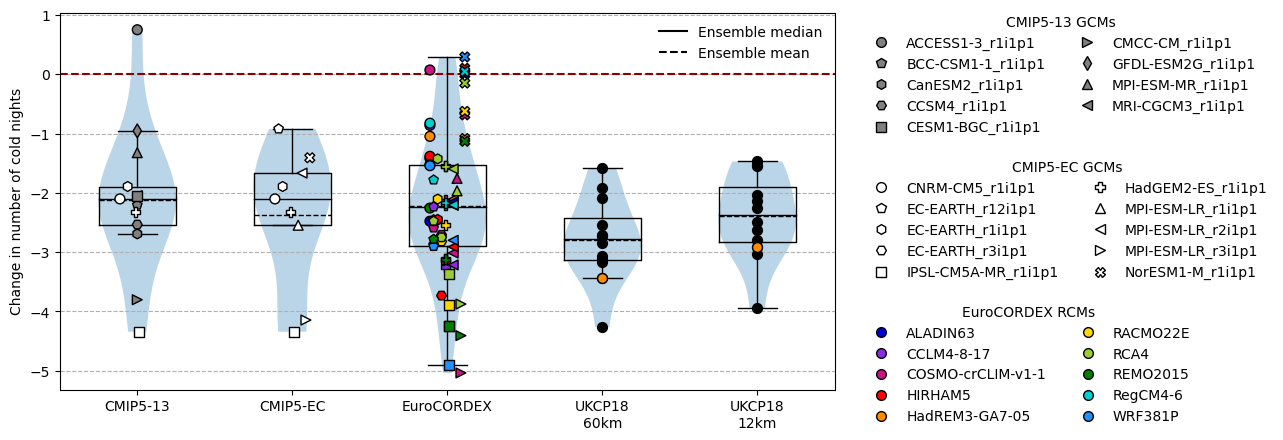 Change in number of cold nights
1
0
−1
−2
−3
−4
−5
Ensemble median
Ensemble mean
CMIP5-13
CMIP5-EC
EuroCORDEX
UKCP18
60km
UKCP18
12km
CMIP5-13 GCMs
ACCESS1-3_r1i1p1
BCC-CSM1-1_r1i1p1
CanESM2_r1i1p1
CCSM4_r1i1p1
CESM1-BGC_r1i1p1
CMCC-CM_r1i1p1
GFDL-ESM2G_r1i1p1
MPI-ESM-MR_r1i1p1
MRI-CGCM3_r1i1p1
CMIP5-EC GCMs
CNRM-CM5_r1i1p1
EC-EARTH_r12i1p1
EC-EARTH_r1i1p1
EC-EARTH_r3i1p1
IPSL-CM5A-MR_r1i1p1
HadGEM2-ES_r1i1p1
MPI-ESM-LR_r1i1p1
MPI-ESM-LR_r2i1p1
MPI-ESM-LR_r3i1p1
NorESM1-M_r1i1p1
EuroCORDEX RCMs
ALADIN63
CCLM4-8-17
COSMO-crCLIM-v1-1
HIRHAM5
HadREM3-GA7-05
RACMO22E
RCA4
REMO2015
RegCM4-6
WRF381P